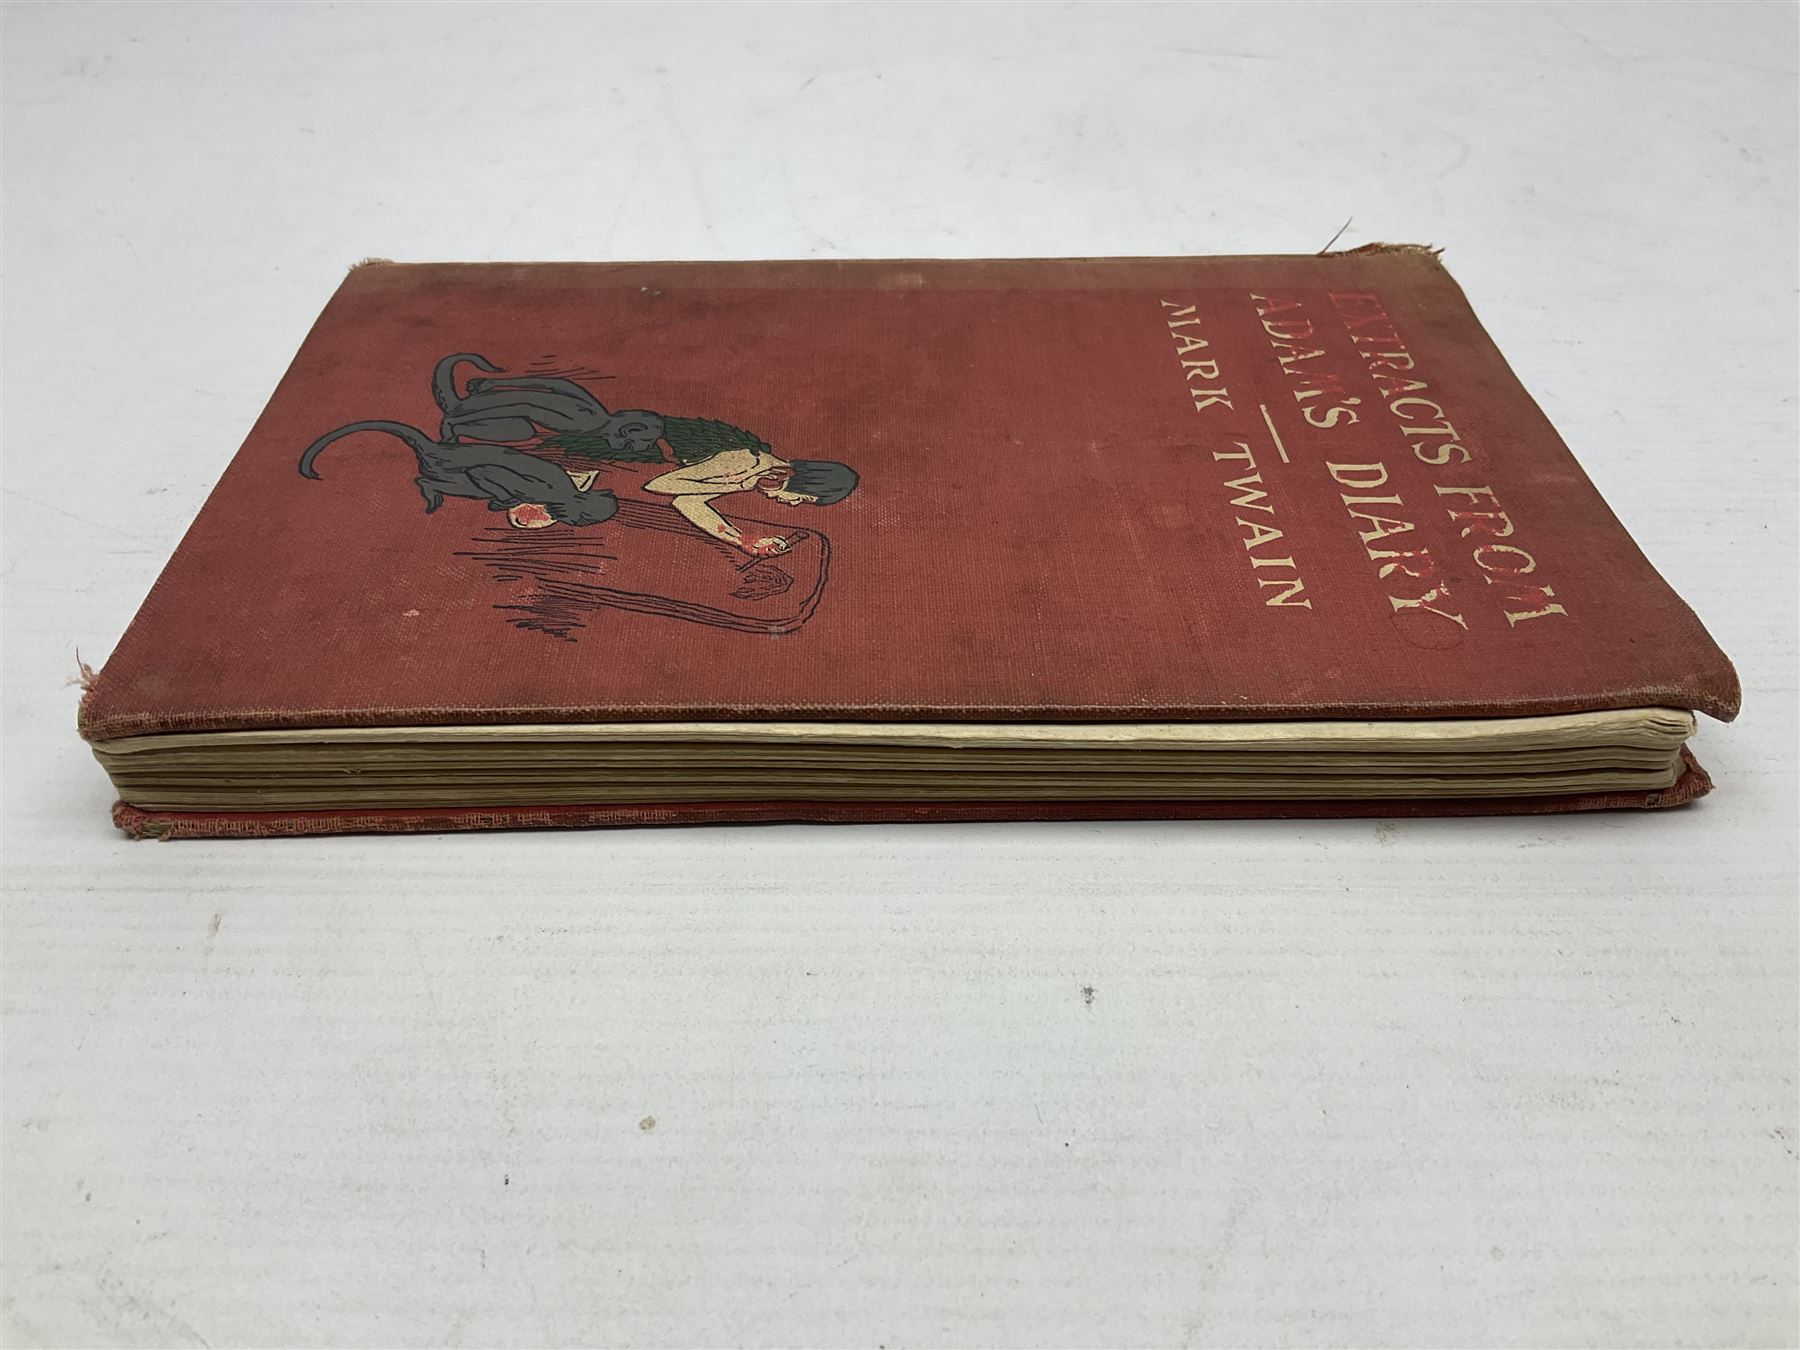 EXTRACTS FROM
ADAM'S DIARY
MARK TWAIN